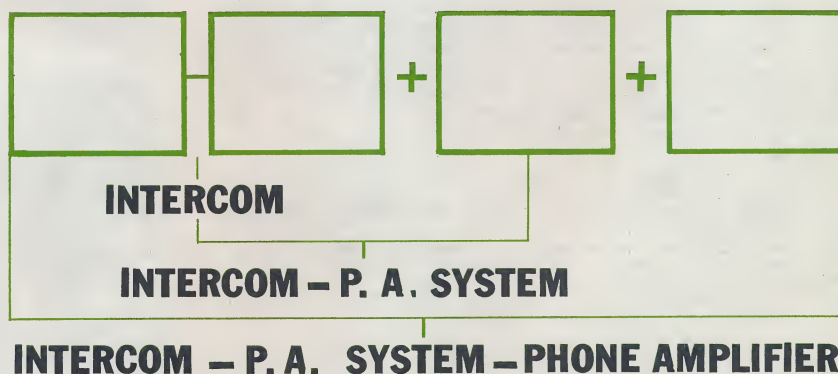 INTERCOM
INTERCOM – P. A. SYSTEM
INTERCOM – P. A. SYSTEM – PHONE AMPLIFIER